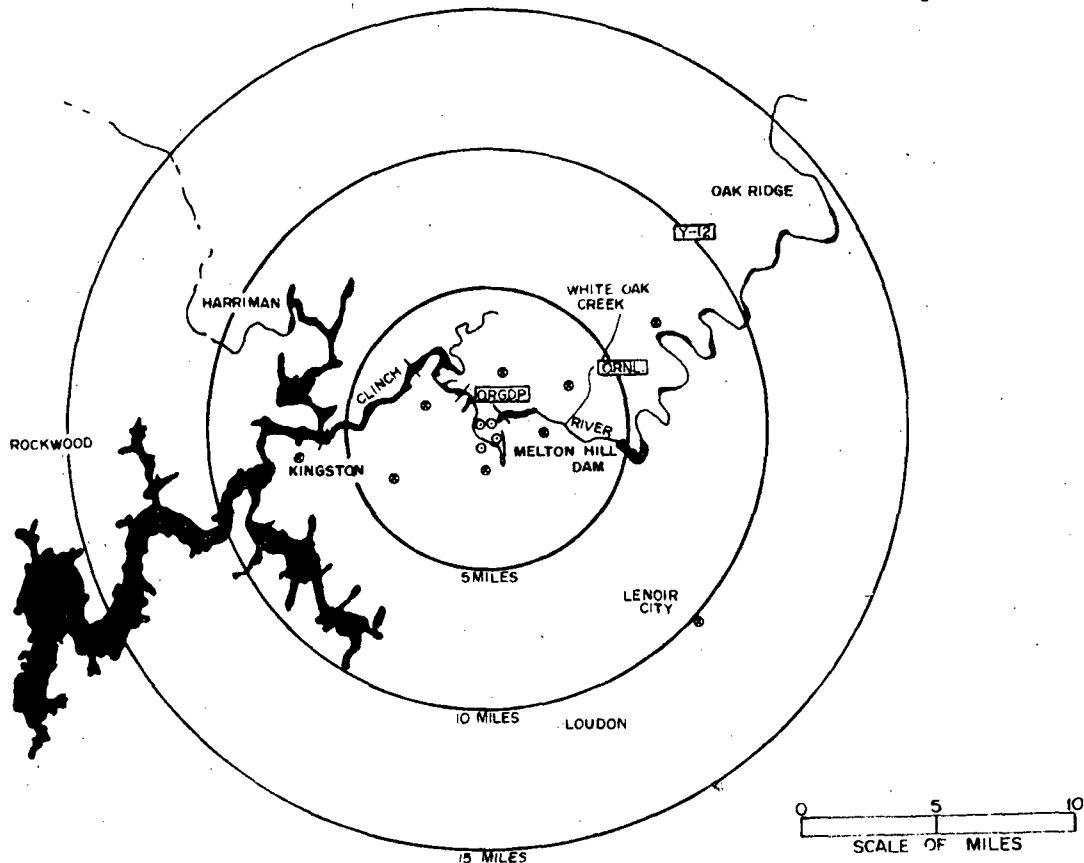 OAK RIDGE
Y-12
WHITE OAK
CREEK
HARRIMAN
ORNL
CLINCH
ORGDP
RIVER
ROCKWOOD
KINGSTON
MELTON HILL
DAM
5 MILES
LENOIR
CITY
10 MILES
LOUDON
0 5 10
SCALE OF MILES
15 MILES